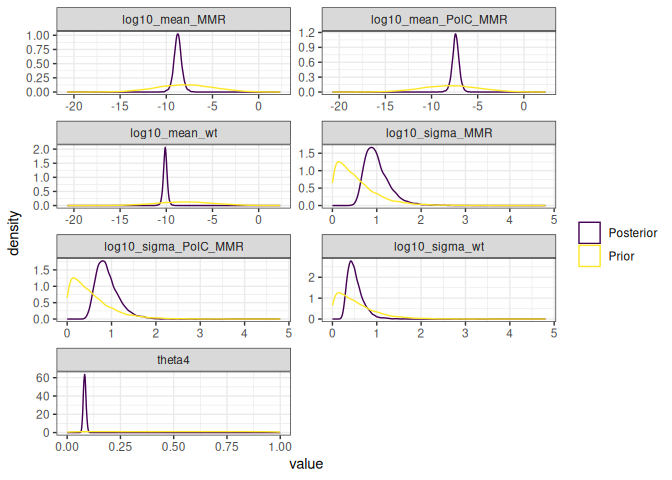 log10_mean_MMR
log10_mean_PolC_MMR
1.00
0.75
0.50
0.25
0.00
-20 -15 -10 -5 0
1.2
0.9
0.6
0.3
0.0
-20 -15 -10 -5 0
log10_mean_wt
log10_sigma_MMR
2.0
1.5
1.0
0.5
0.0
-20 -15 -10 -5 0
1.5
1.0
0.5
0.0
0 1 2 3 4 5
log10_sigma_PolC_MMR
log10_sigma_wt
1.5
1.0
0.5
0.0
0 1 2 3 4 5
2
1
0
0 1 2 3 4 5
theta4
60
40
20
0
0.00 0.25 0.50 0.75 1.00
density
value
Posterior
Prior